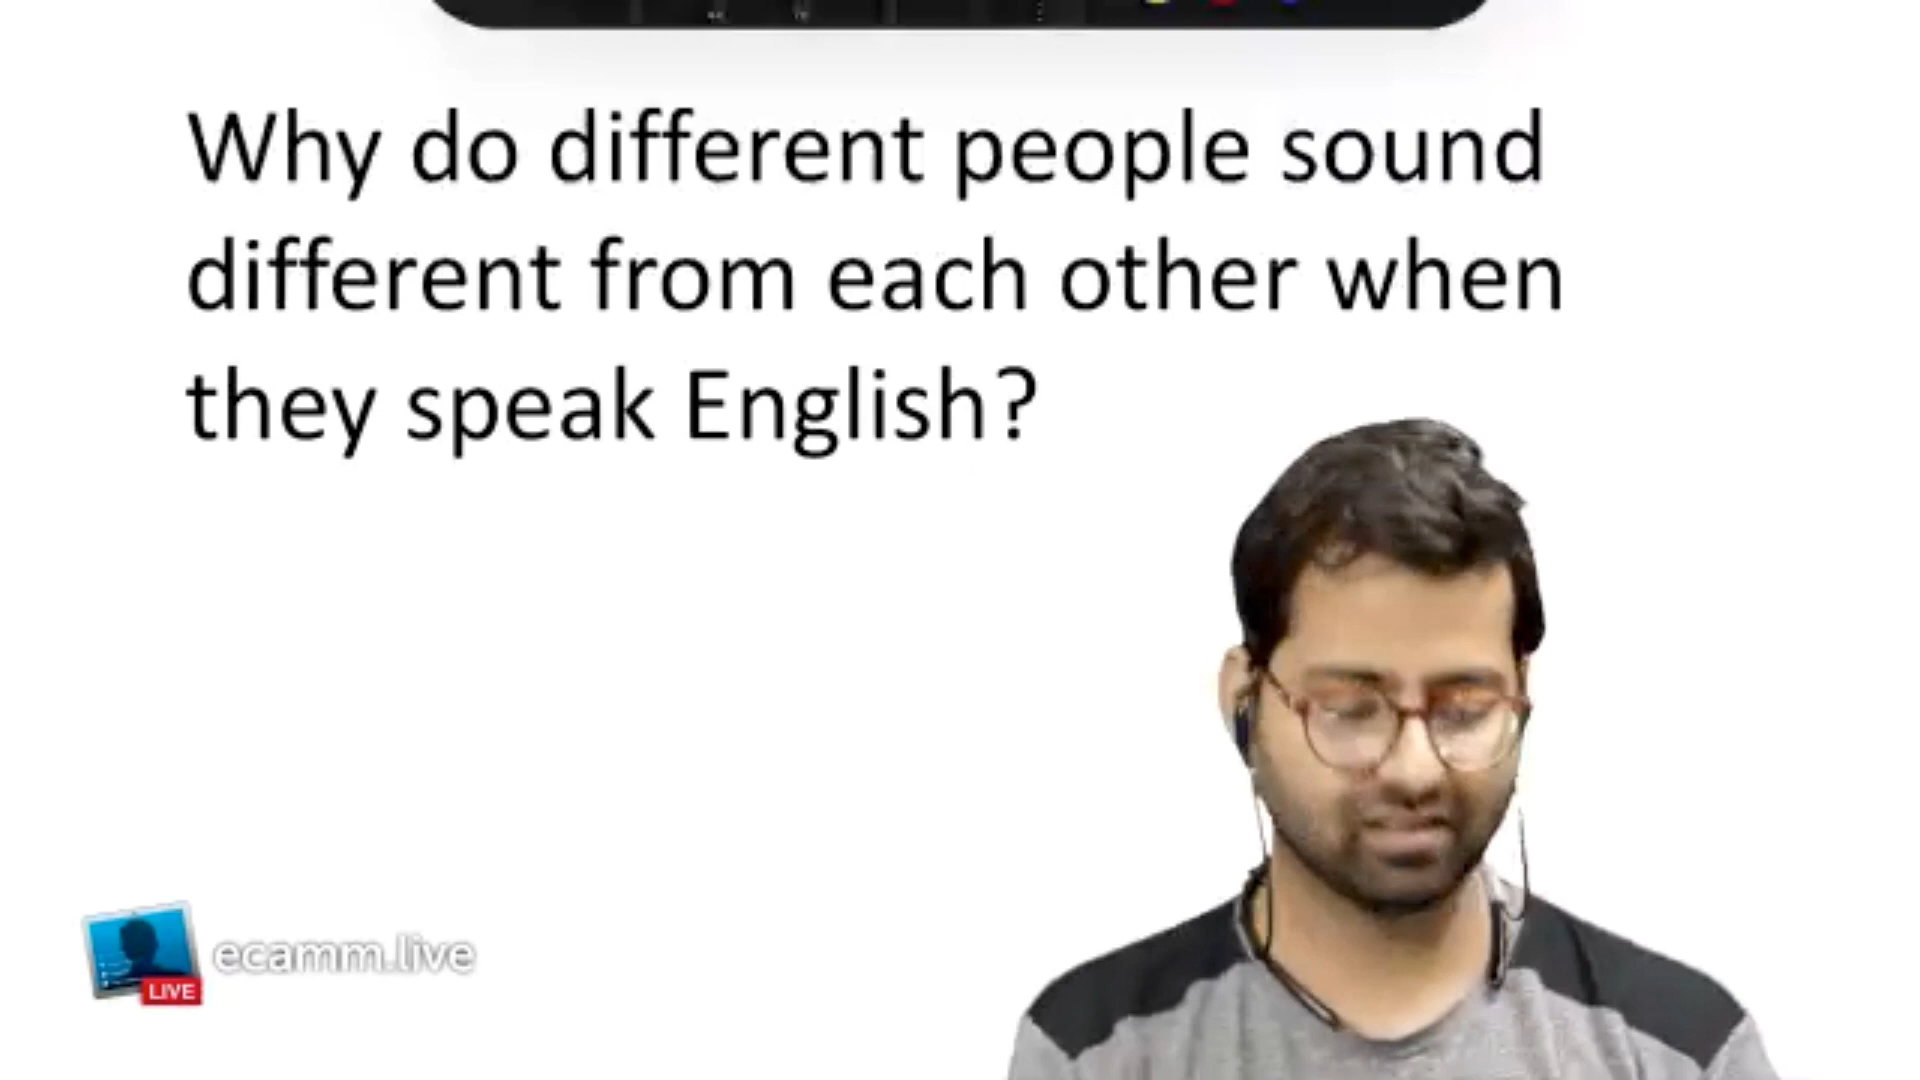 Why do different people sound
different from each other when
they speak English?
ecamm.live
LIVE